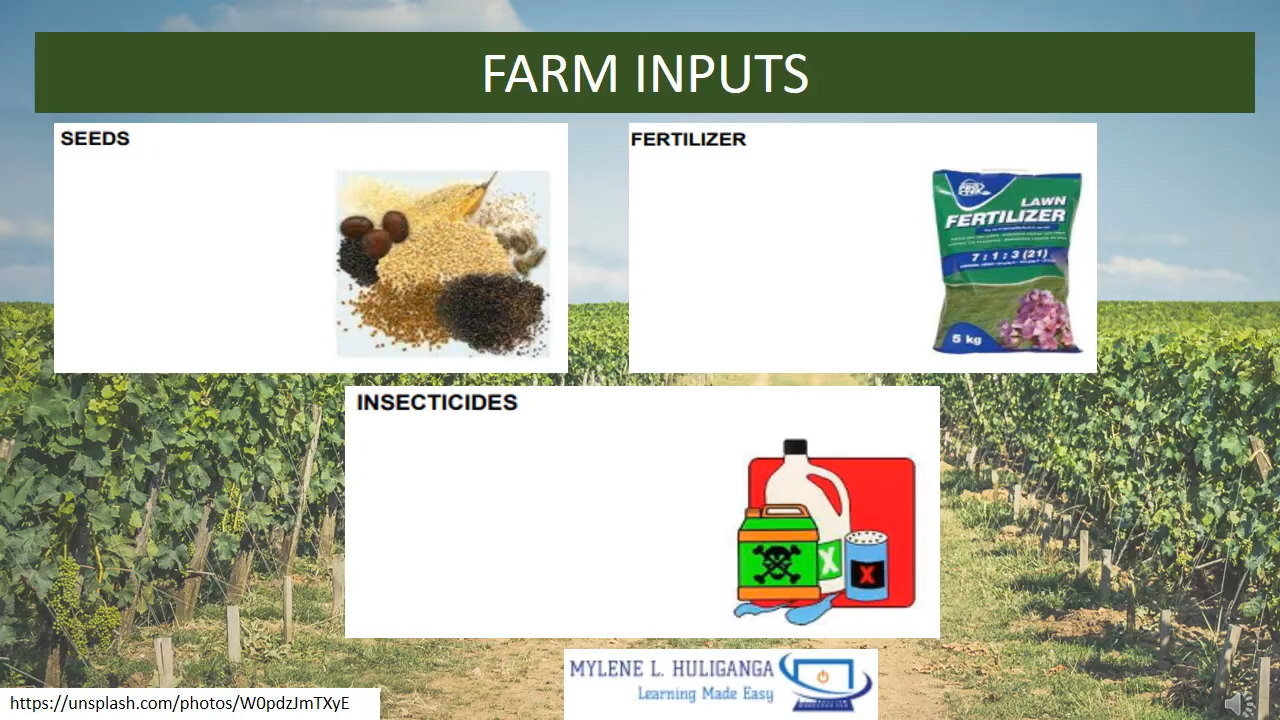 FARM INPUTS
SEEDS
FERTILIZER
LAWN
FERTILIZER
7 : 1 : 3 (21)
5 kg
INSECTICIDES
X
X
MYLENE L. HULIGANGA
Learning Made Easy
https://unsplash.com/photos/W0pdzJmTXyE